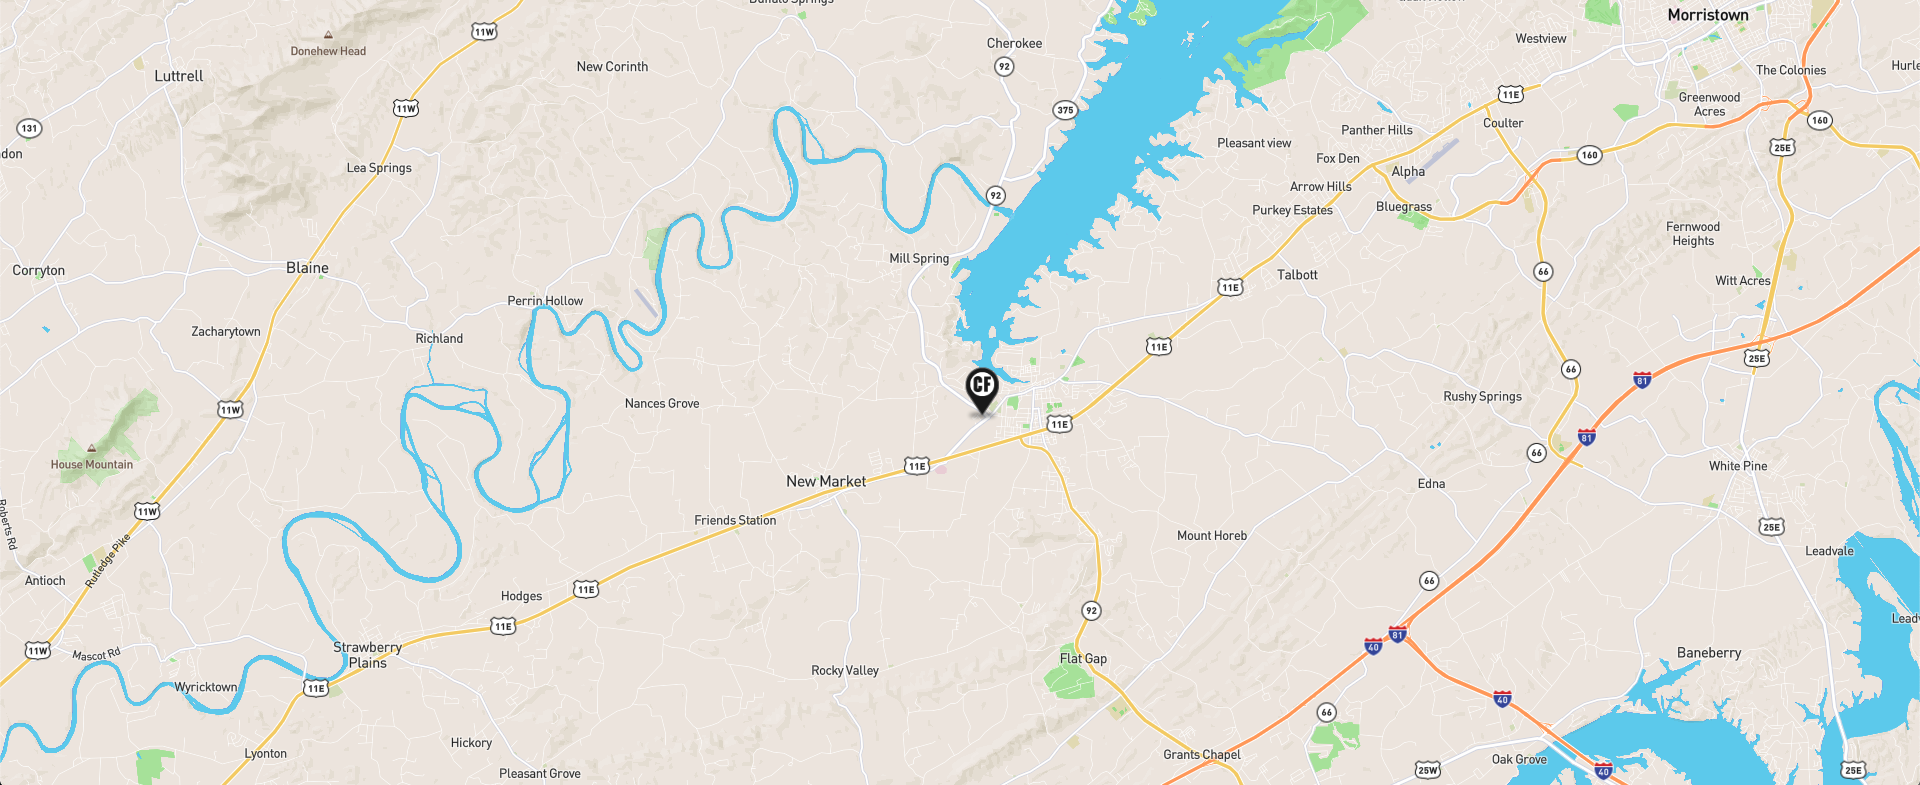 Buffalo Springs
Morristown
Westview
Cherokee
11W
Donehew Head
92
New Corinth
Luttrell
The Colonies
Hurle
11E
Greenwood
Acres
11W
375
160
131
Coulter
Panther Hills
Pleasant view
25E
don
Fox Den
160
Lea Springs
Alpha
Arrow Hills
92
Purkey Estates
Bluegrass
Fernwood
Heights
Mill Spring
Corryton
Blaine
66
Talbott
Witt Acres
11E
Perrin Hollow
Zacharytown
Richland
11E
25E
66
81
CF
Rushy Springs
Nances Grove
11W
11E
81
66
House Mountain
11E
White Pine
New Market
Edna
11W
Roberts Rd
Friends Station
25E
Mount Horeb
Leadvale
Rutledge Pike
Antioch
66
11E
Hodges
92
Leadv
11E
81
40
Strawberry
Plains
11W
Mascot Rd
Baneberry
Flat Gap
Rocky Valley
Wyricktown
11E
40
66
Hickory
Lyonton
Grants Chapel
Oak Grove
Pleasant Grove
25W
40
25E